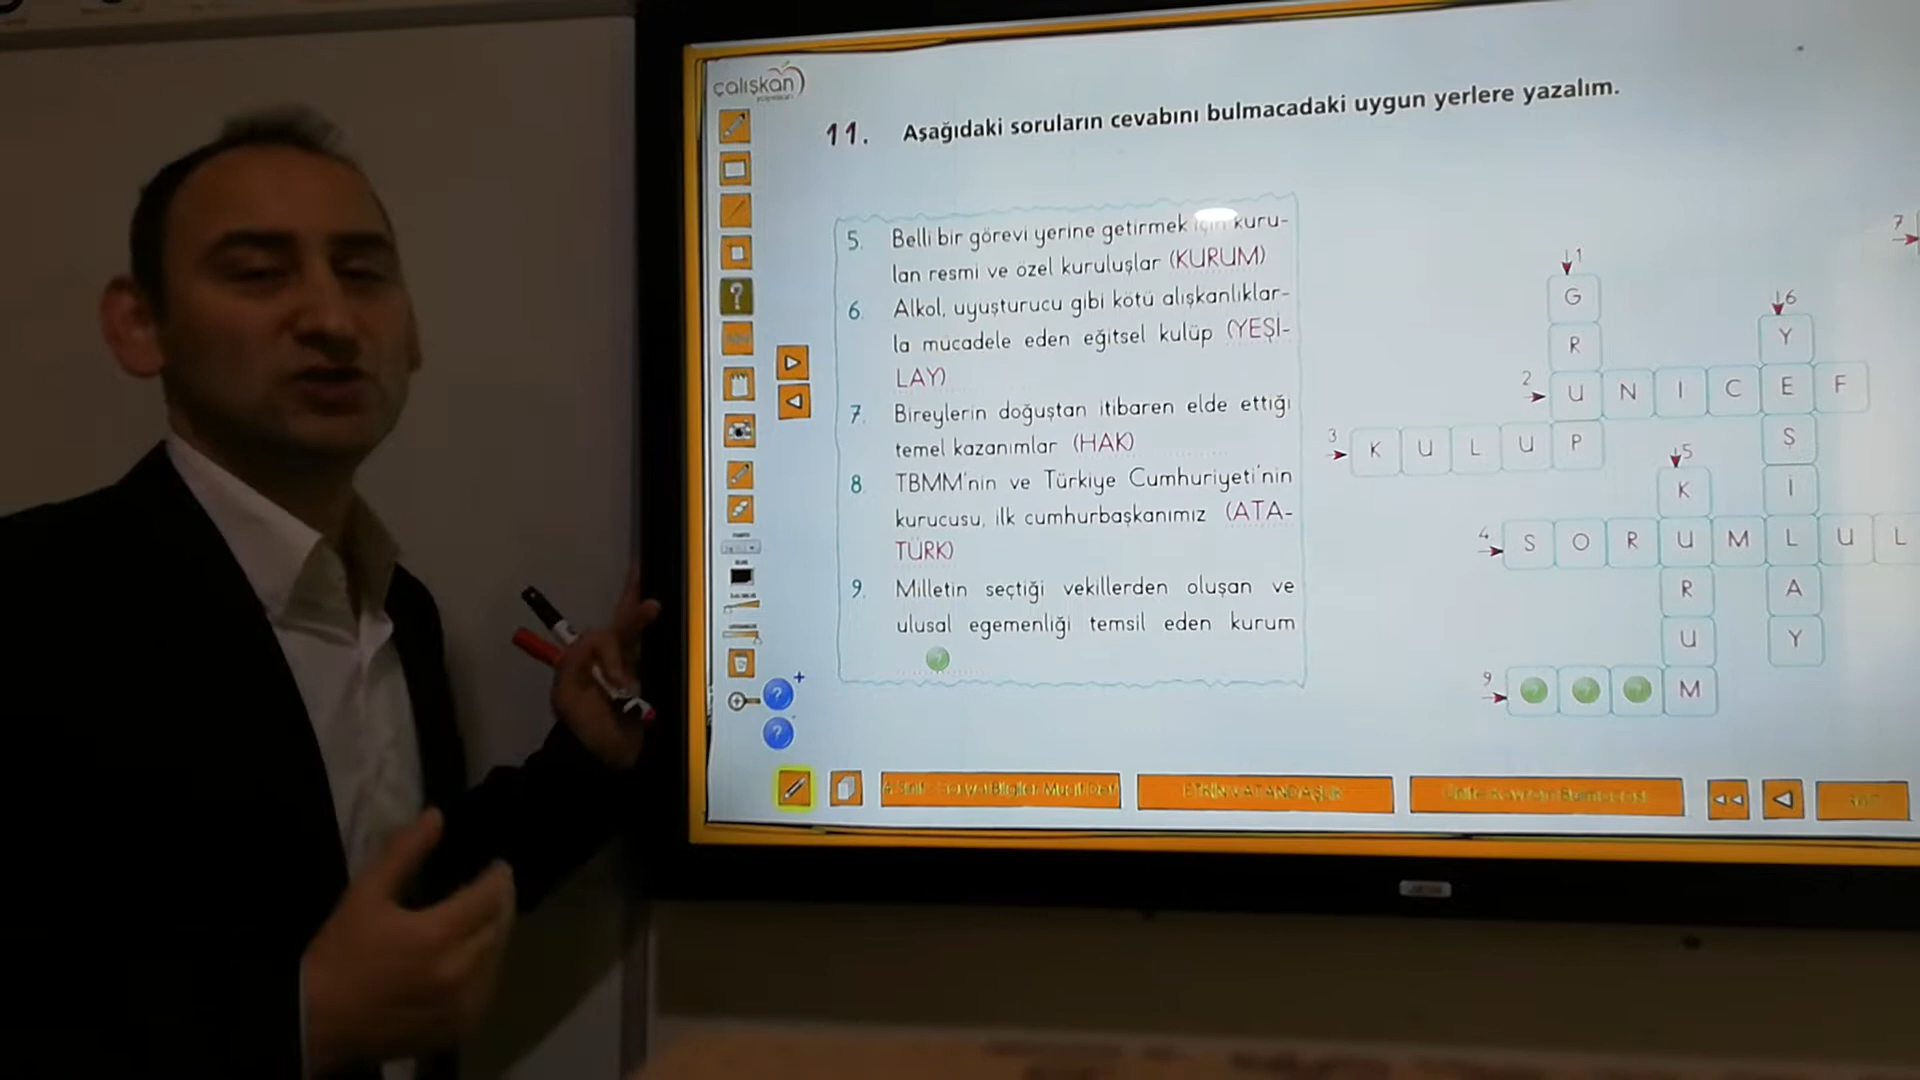 çalışkan
11. Aşağıdaki soruların cevabını bulmacadaki uygun yerlere yazalım.
5. Belli bir görevi yerine getirmek için kuru-
lan resmi ve özel kuruluşlar (KURUM)
6. Alkol, uyuşturucu gibi kötü alışkanlıklar-
la mücadele eden eğitsel kulüp (YEŞİ-
LAY)
7. Bireylerin doğuştan itibaren elde ettiği
temel kazanımlar (HAK)
8. TBMM'nin ve Türkiye Cumhuriyeti'nin
kurucusu, ilk cumhurbaşkanımız (ATA-
TÜRK)
9. Milletin seçtiği vekillerden oluşan ve
ulusal egemenliği temsil eden kurum
7
1
G
6
R
Y
2
U N I C E F
3
K U L U P
Ş
5
K
İ
4
S O R U M L U L
R
A
U
Y
9
M